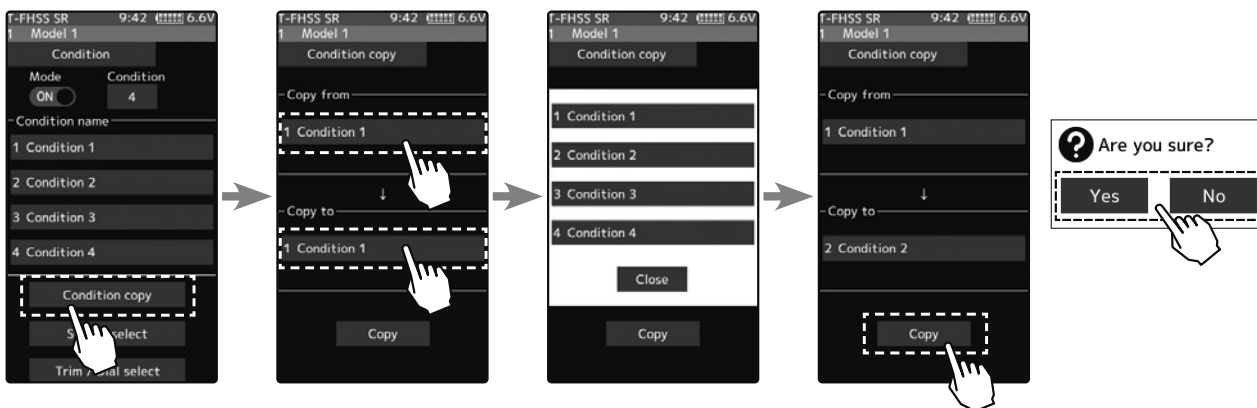 T-FHSS SR 9:42 6.6V
1 Model 1
Condition
Mode Condition
ON 4
Condition name
1 Condition 1
2 Condition 2
3 Condition 3
4 Condition 4
Condition copy
select
Trim / Dial select
T-FHSS SR 9:42 6.6V
1 Model 1
Condition copy
Copy from
1 Condition 1
↓
Copy to
1 Condition 1
Copy
T-FHSS SR 9:42 6.6V
1 Model 1
Condition copy
1 Condition 1
2 Condition 2
3 Condition 3
4 Condition 4
Close
Copy
T-FHSS SR 9:42 6.6V
1 Model 1
Condition copy
Copy from
1 Condition 1
↓
Copy to
2 Condition 2
Copy
? Are you sure?
Yes No